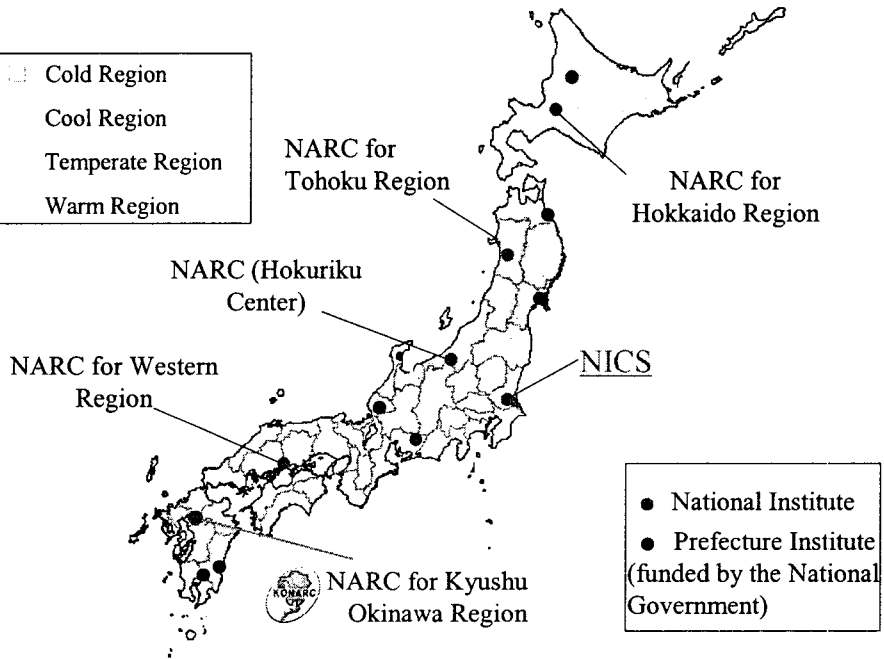 Cold Region
Cool Region
Temperate Region
Warm Region
NARC for
Tohoku Region
NARC for
Hokkaido Region
NARC (Hokuriku
Center)
NARC for Western
Region
NICS
National Institute
Prefecture Institute
(funded by the National
Government)
KONARC
NARC for Kyushu
Okinawa Region